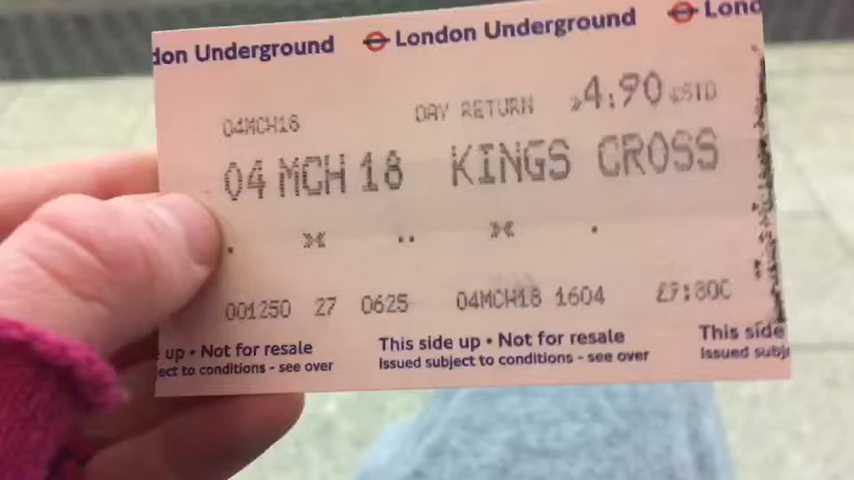 don Underground London Underground Lond
04MCH18 DAY RETURN »4.90 STD
04 MCH 18 KINGS CROSS
001250 27 0625 04MCH18 1604 £9:80C
up • Not for resale This side up • Not for resale This side
ect to conditions - see over Issued subject to conditions - see over Issued subj